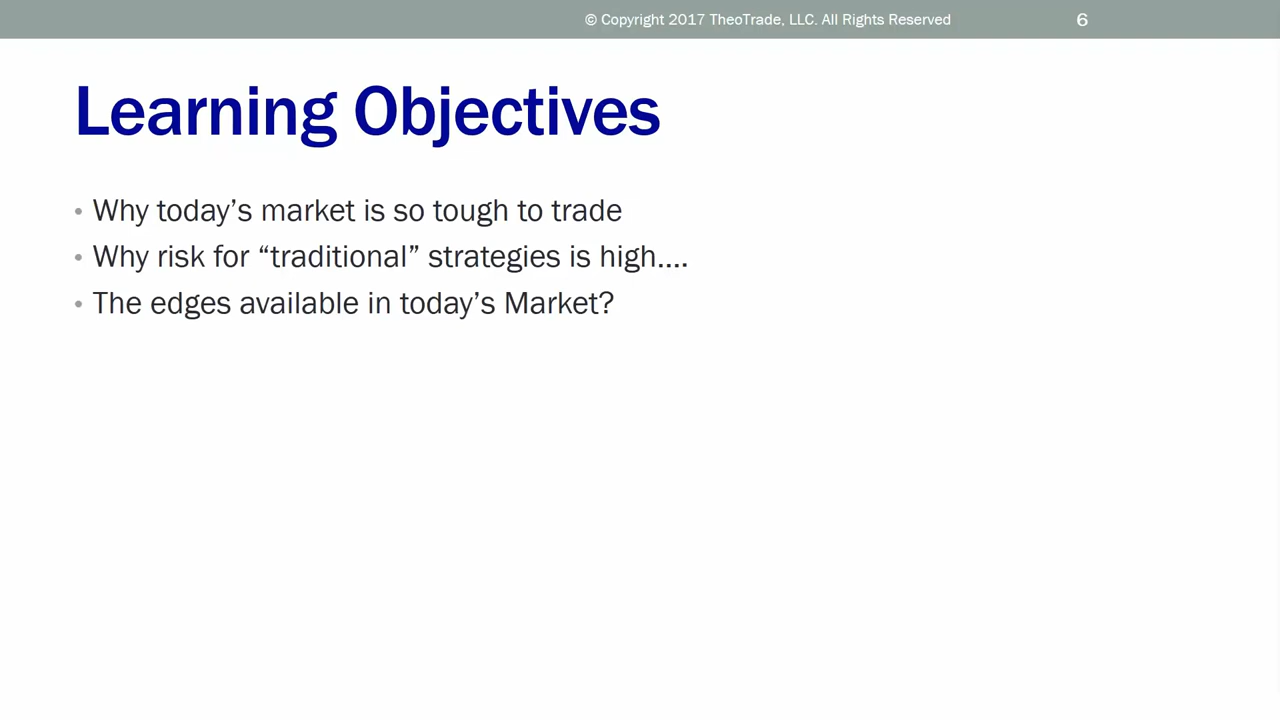 © Copyright 2017 TheoTrade, LLC. All Rights Reserved 6
Learning Objectives
• Why today’s market is so tough to trade
• Why risk for “traditional” strategies is high....
• The edges available in today’s Market?